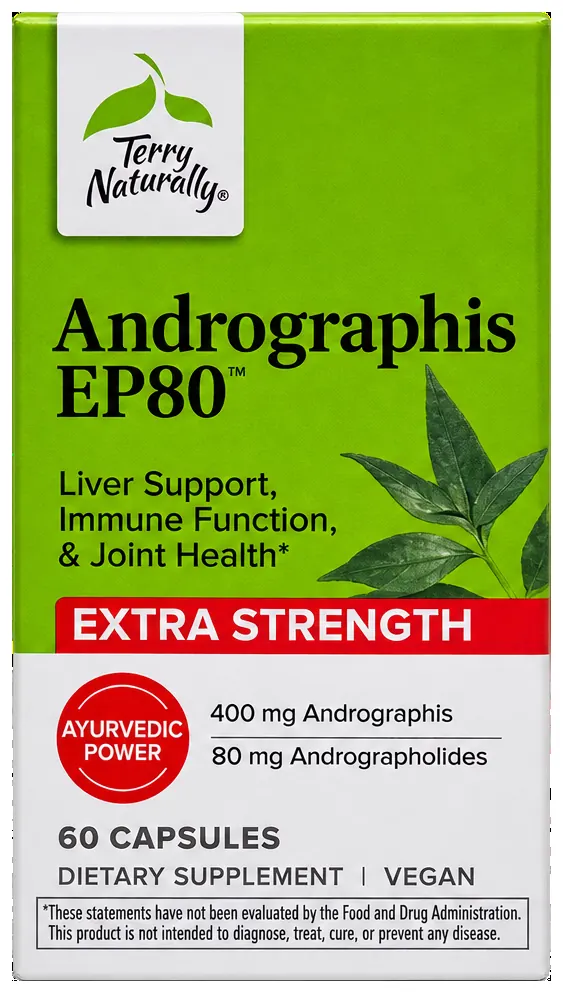 Terry
Naturally®
Andrographis
EP80™
Liver Support,
Immune Function,
& Joint Health*
EXTRA STRENGTH
AYURVEDIC
POWER
400 mg Andrographis
80 mg Andrographolides
60 CAPSULES
DIETARY SUPPLEMENT | VEGAN
*These statements have not been evaluated by the Food and Drug Administration.
This product is not intended to diagnose, treat, cure, or prevent any disease.